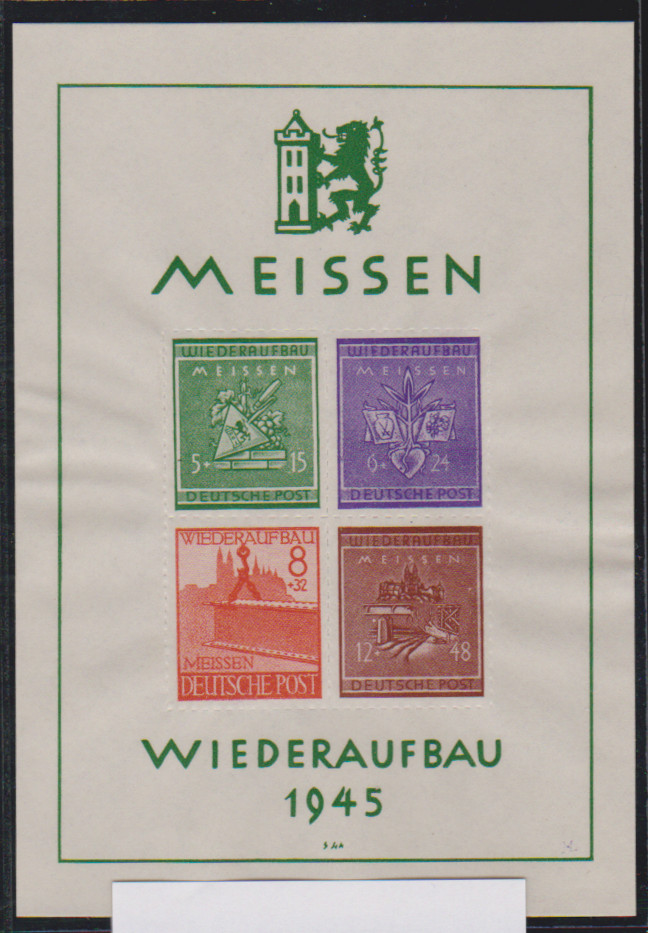 MEISSEN
WIEDERAUFBAU
MEISSEN
5+ 15
DEUTSCHE POST
WIEDERAUFBAU
MEISSEN
6+ 24
DEUTSCHE POST
WIEDERAUFBAU
8
+32
MEISSEN
DEUTSCHE POST
WIEDERAUFBAU
MEISSEN
12+ 48
DEUTSCHE POST
WIEDERAUFBAU
1945